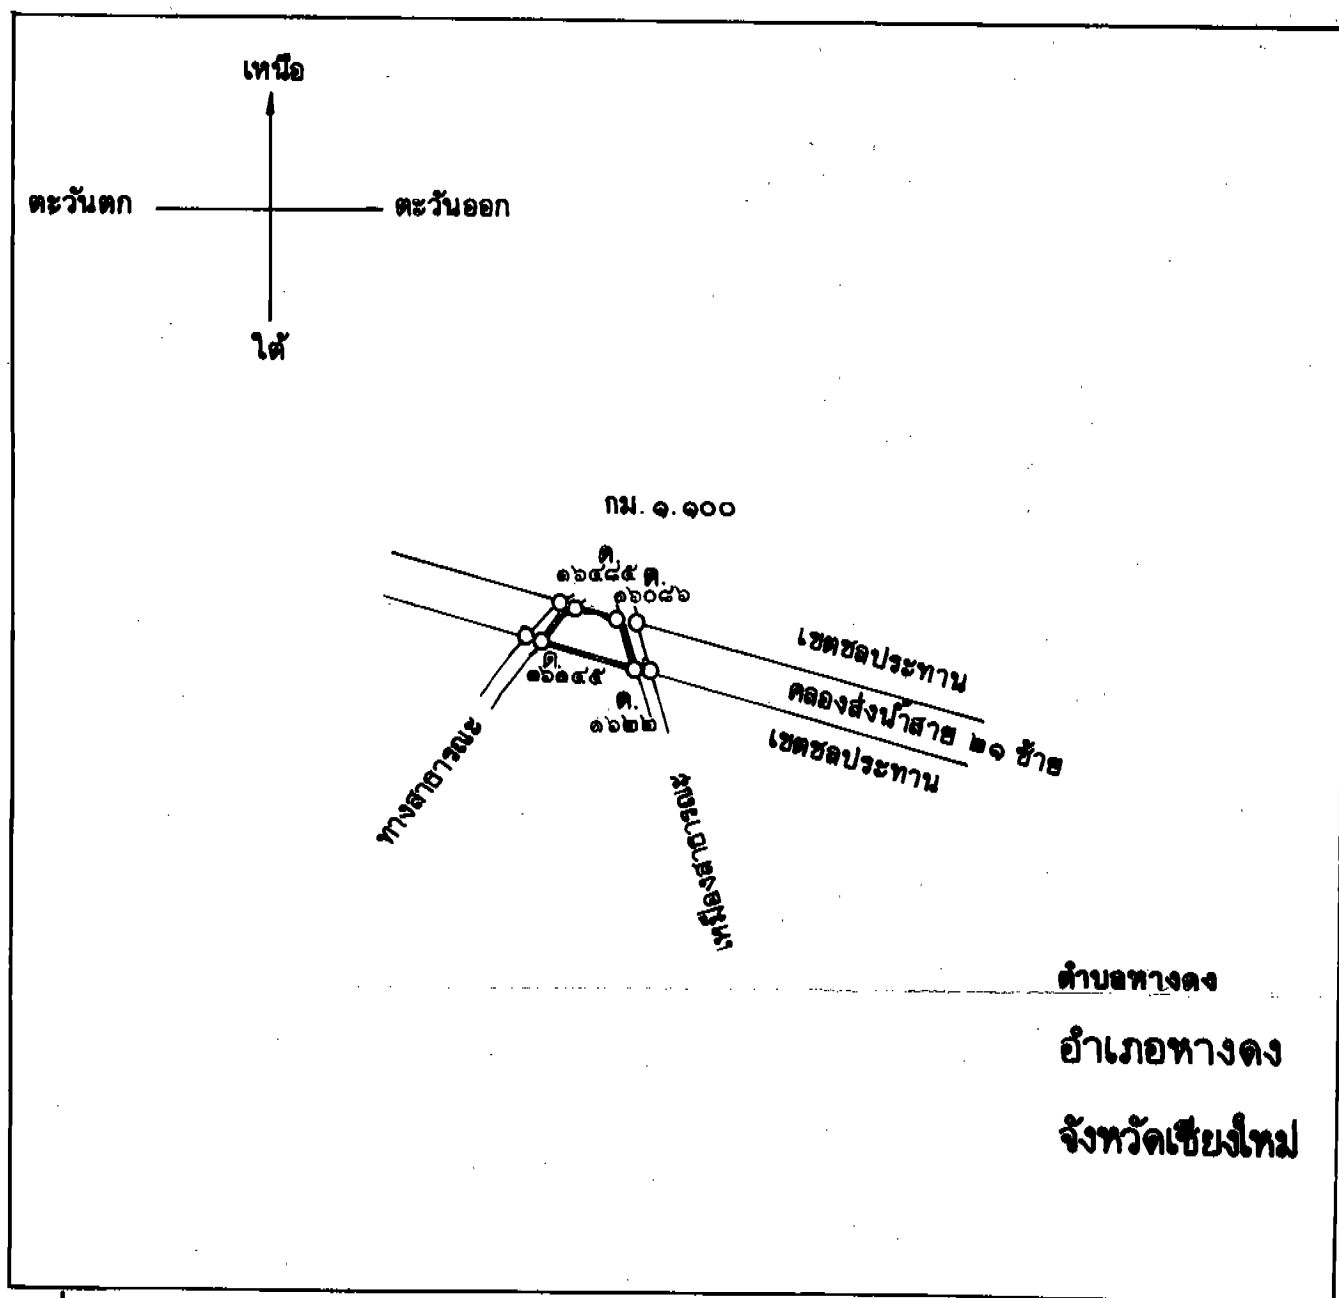 เหนือ
ตะวันตก
ตะวันออก
ใต้
กม. ๑.๑๐๐
ต.
๑๖๔๘๕
ต.
๑๖๐๘๖
ต.
๑๖๑๔๕
ต.
๑๖๒๒
เขตชลประทาน
คลองส่งน้ำสาย ๒๑ ซ้าย
เขตชลประทาน
ทางสาธารณะ
ตำบลหางดง
อำเภอหางดง
จังหวัดเชียงใหม่